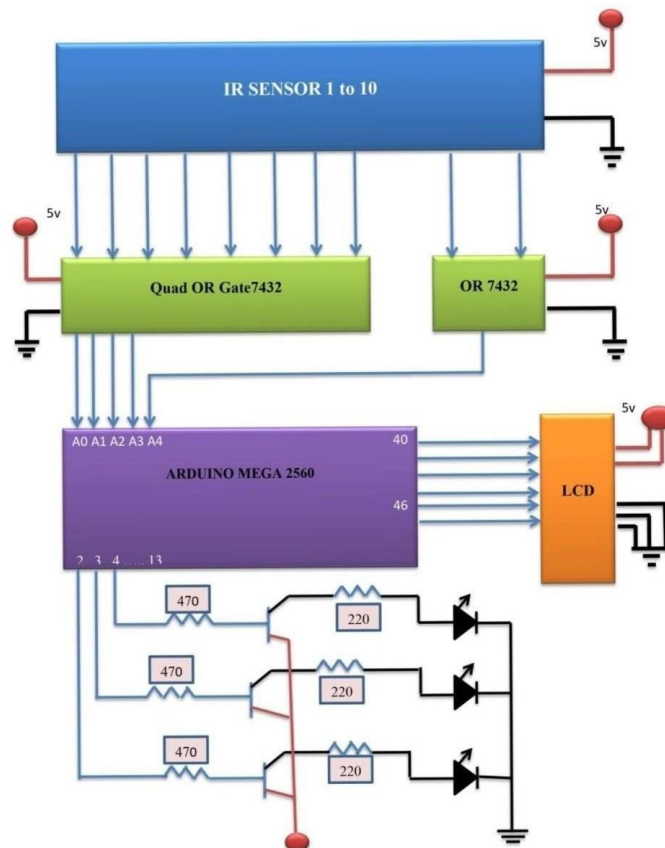 5v
IR SENSOR 1 to 10
5v
5v
Quad OR Gate7432
OR 7432
A0 A1 A2 A3 A4
40
5v
ARDUINO MEGA 2560
LCD
46
2 3 4 ..... 13
470
220
470
220
470
220